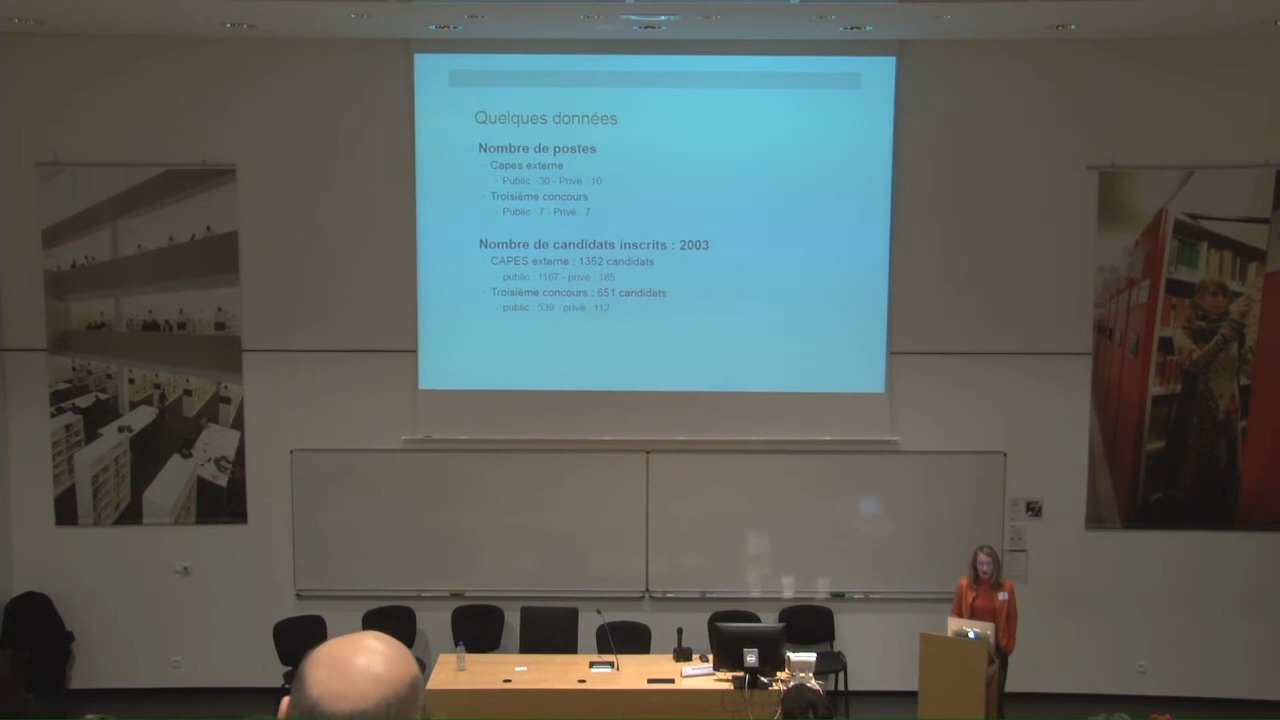 Quelques données
Nombre de postes
- Capes externe
- Public : 30 - Privé : 10
- Troisième concours
- Public : 7 - Privé : 7
Nombre de candidats inscrits : 2003
- CAPES externe : 1352 candidats
- public : 1167 - privé : 185
- Troisième concours : 651 candidats
- public : 539 - privé : 112